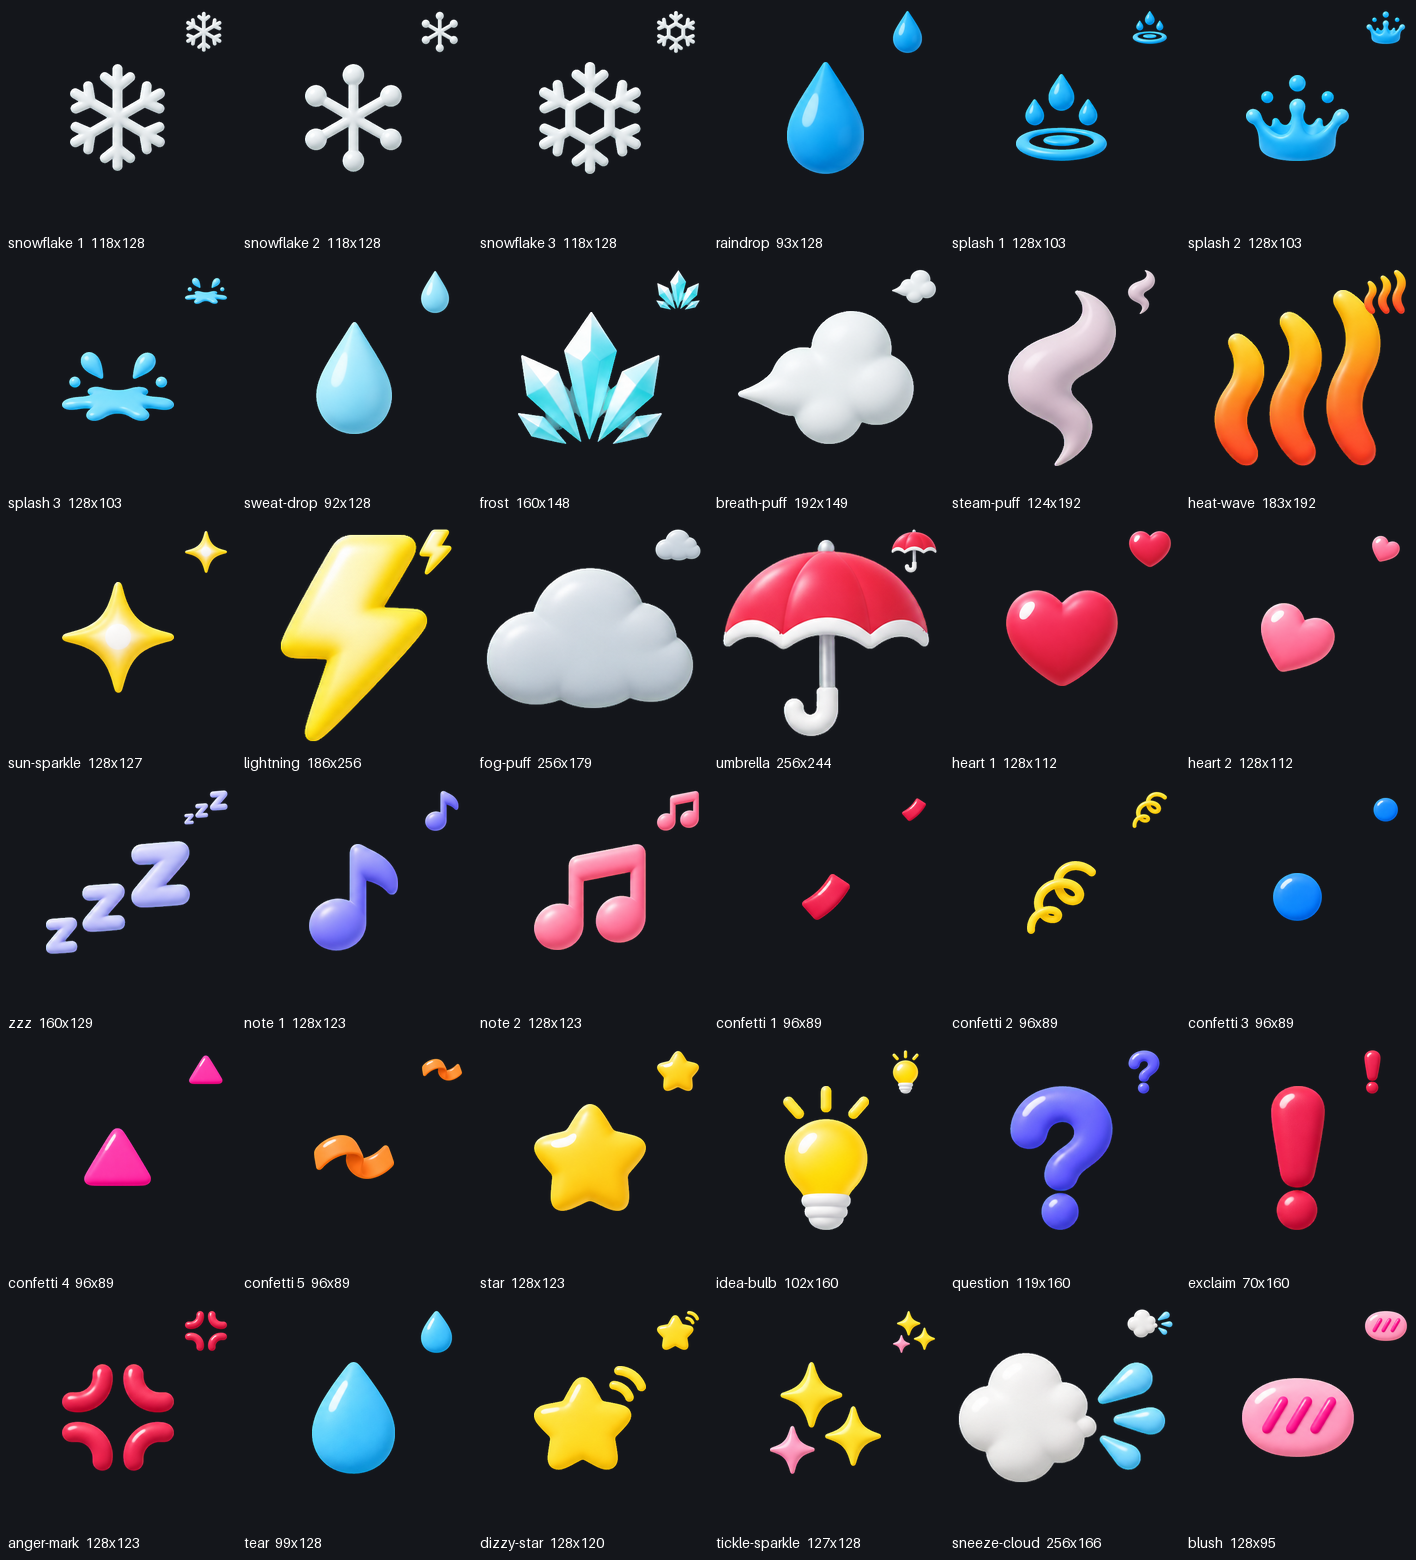 snowflake 1 118x128
snowflake 2 118x128
snowflake 3 118x128
raindrop 93x128
splash 1 128x103
splash 2 128x103
splash 3 128x103
sweat-drop 92x128
frost 160x148
breath-puff 192x149
steam-puff 124x192
heat-wave 183x192
sun-sparkle 128x127
lightning 186x256
fog-puff 256x179
umbrella 256x244
heart 1 128x112
heart 2 128x112
zzz 160x129
note 1 128x123
note 2 128x123
confetti 1 96x89
confetti 2 96x89
confetti 3 96x89
confetti 4 96x89
confetti 5 96x89
star 128x123
idea-bulb 102x160
question 119x160
exclaim 70x160
anger-mark 128x123
tear 99x128
dizzy-star 128x120
tickle-sparkle 127x128
sneeze-cloud 256x166
blush 128x95